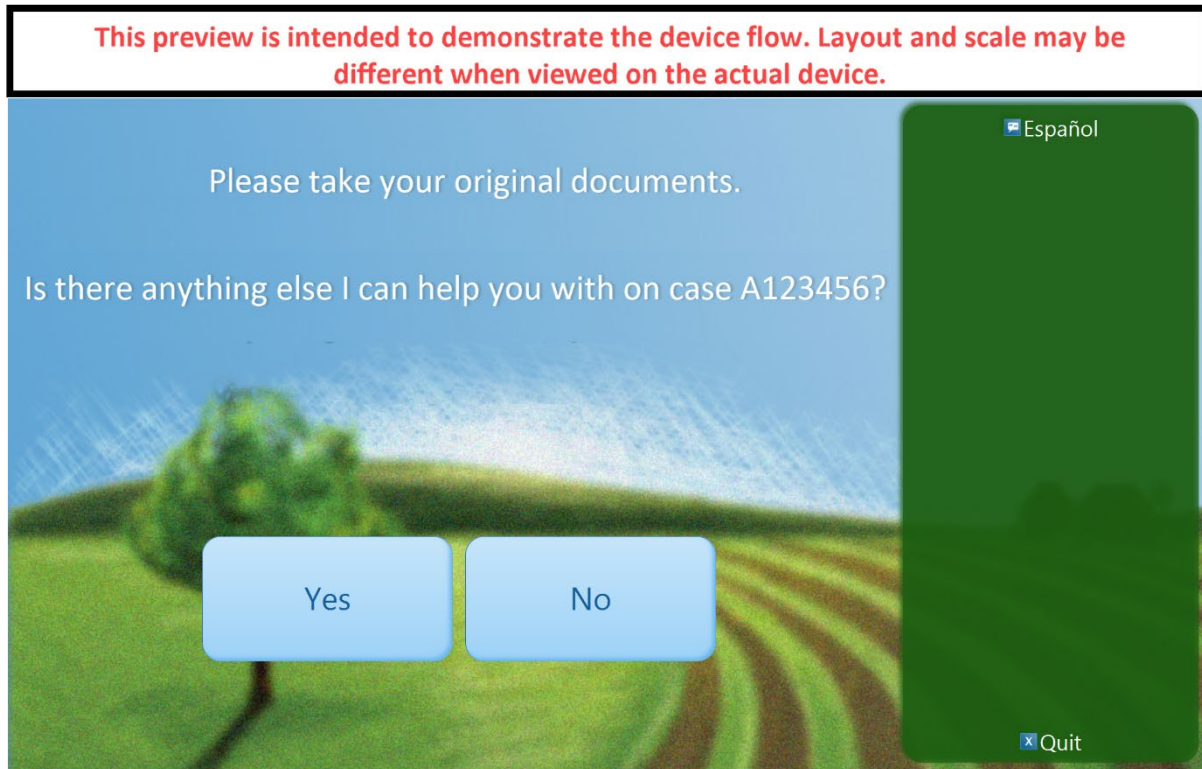 This preview is intended to demonstrate the device flow. Layout and scale may be
different when viewed on the actual device.
Español
Please take your original documents.
Is there anything else I can help you with on case A123456?
Yes
No
Quit